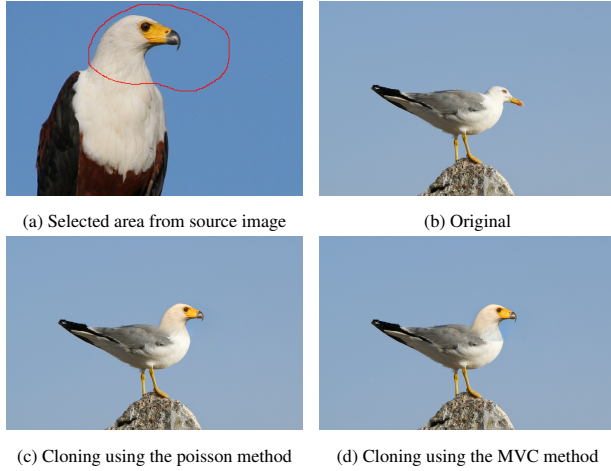 (a) Selected area from source image
(b) Original
(c) Cloning using the poisson method
(d) Cloning using the MVC method